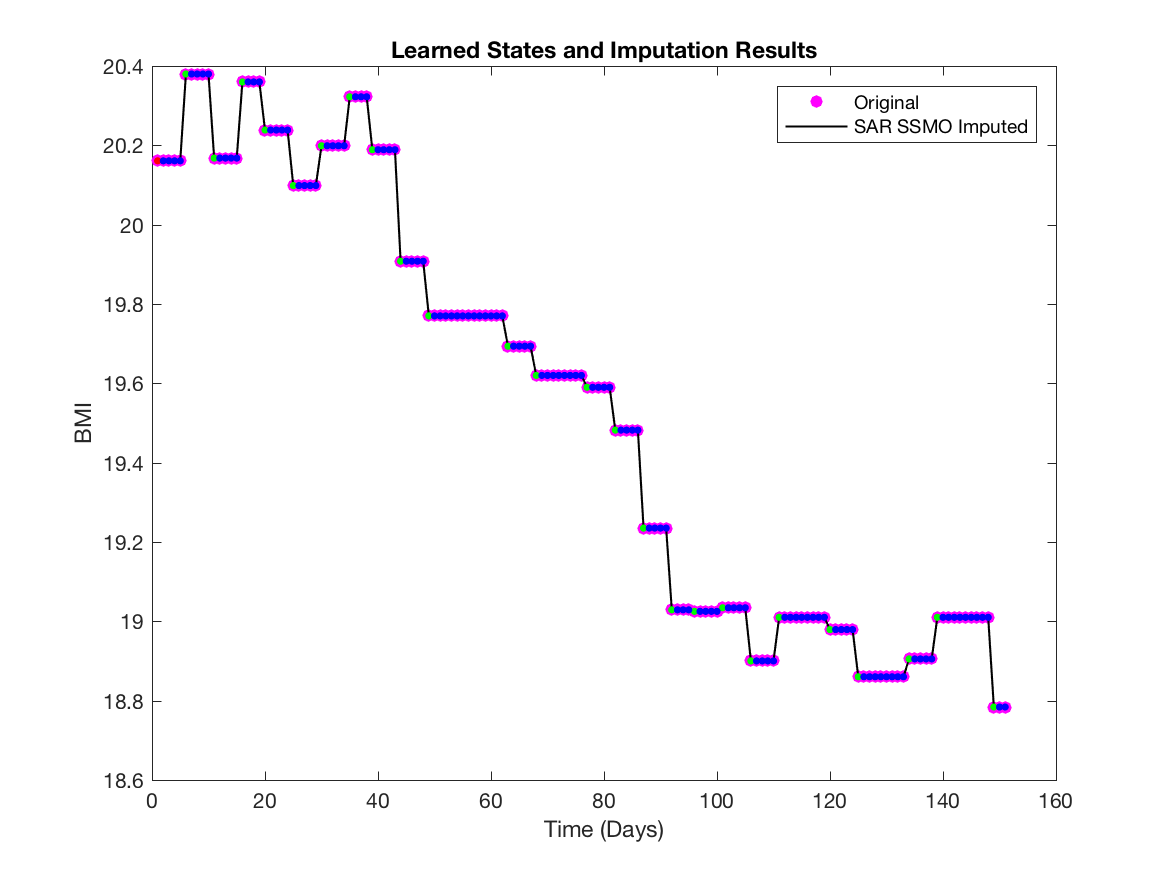 Learned States and Imputation Results
Original
SAR SSMO Imputed
BMI
20.4
20.2
20
19.8
19.6
19.4
19.2
19
18.8
18.6
0 20 40 60 80 100 120 140 160
Time (Days)